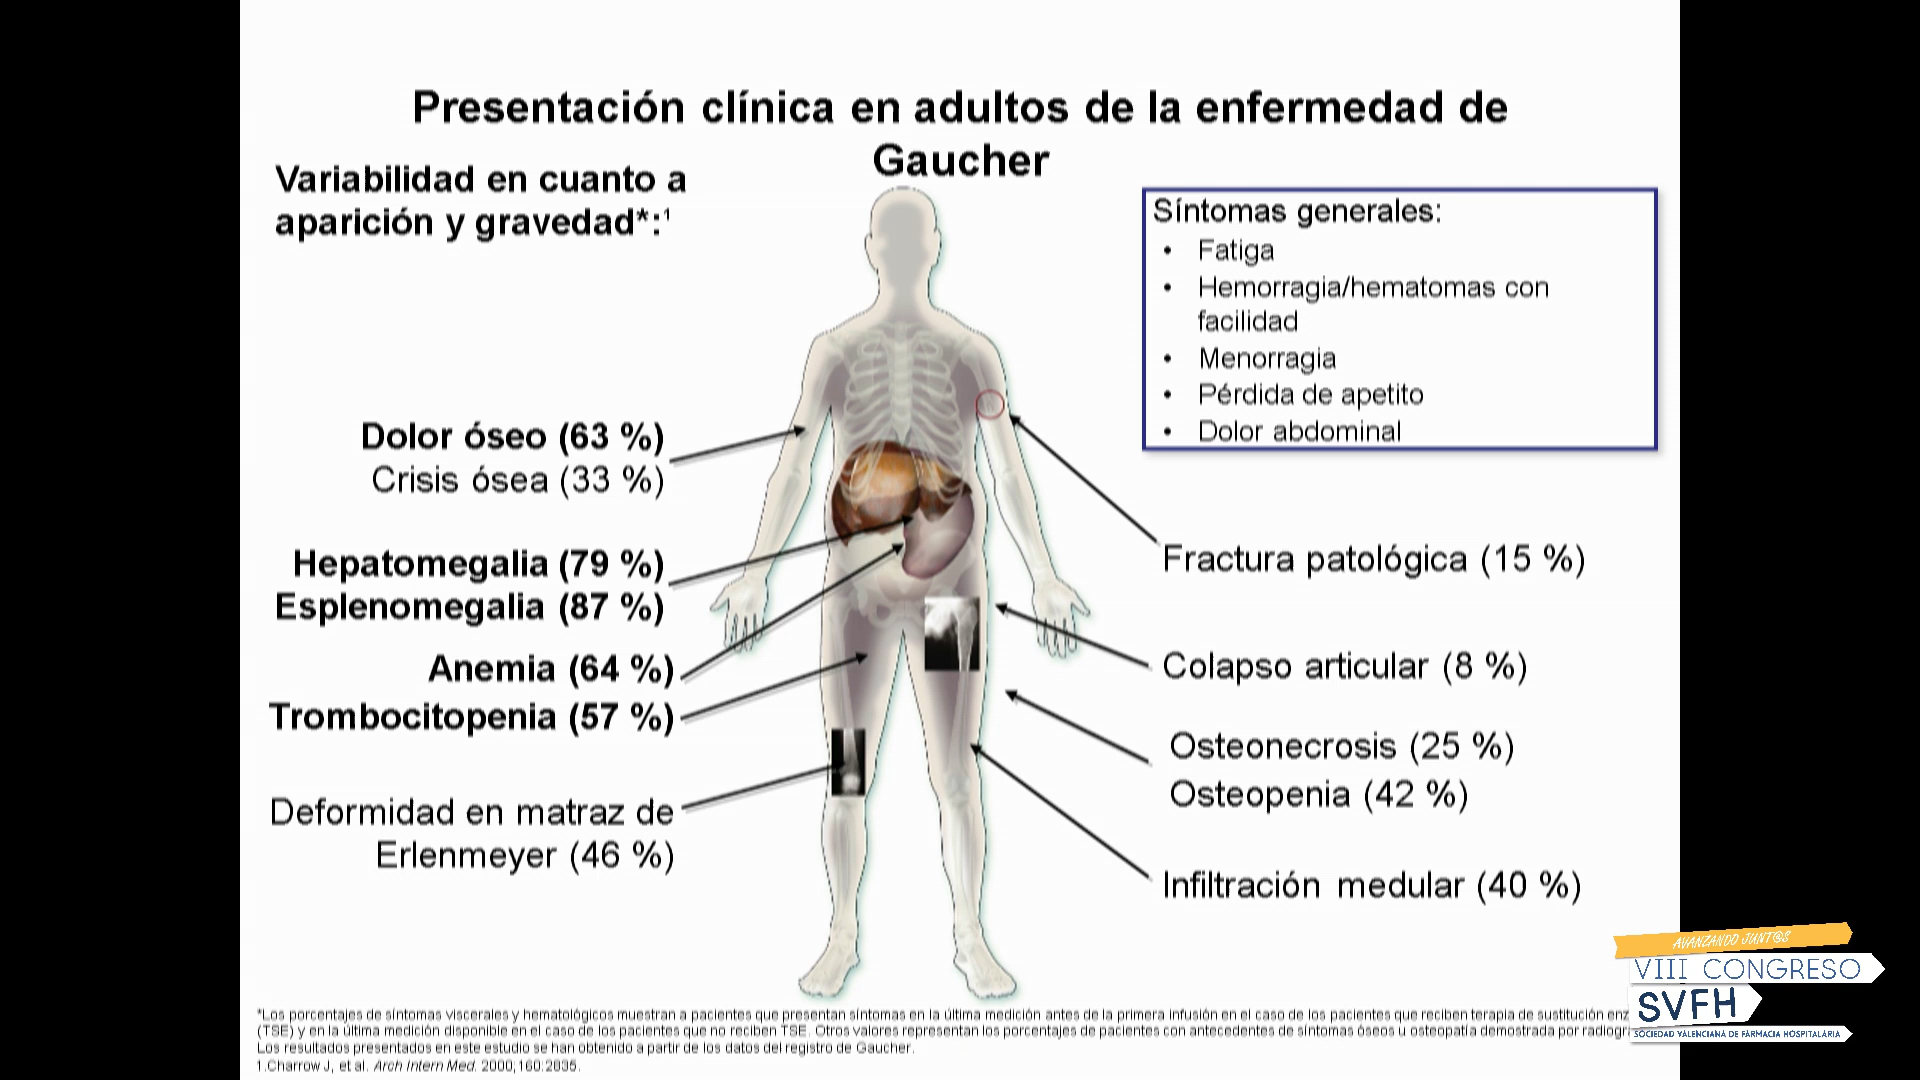 Presentación clínica en adultos de la enfermedad de
Gaucher
Variabilidad en cuanto a
aparición y gravedad*:¹
Síntomas generales:
• Fatiga
• Hemorragia/hematomas con
facilidad
• Menorragia
• Pérdida de apetito
• Dolor abdominal
Dolor óseo (63 %)
Crisis ósea (33 %)
Hepatomegalia (79 %)
Esplenomegalia (87 %)
Anemia (64 %)
Trombocitopenia (57 %)
Deformidad en matraz de
Erlenmeyer (46 %)
Fractura patológica (15 %)
Colapso articular (8 %)
Osteonecrosis (25 %)
Osteopenia (42 %)
Infiltración medular (40 %)
*Los porcentajes de síntomas viscerales y hematológicos muestran a pacientes que presentan síntomas en la última medición antes de la primera infusión en el caso de los pacientes que reciben terapia de sustitución enz
(TSE) y en la última medición disponible en el caso de los pacientes que no reciben TSE. Otros valores representan los porcentajes de pacientes con antecedentes de síntomas óseos u osteopatía demostrada por radiogr
Los resultados presentados en este estudio se han obtenido a partir de los datos del registro de Gaucher.
1.Charrow J, et al. Arch Intern Med. 2000;160:2835.
AVANZANDO JUNT@S
VIII CONGRESO
SVFH
SOCIEDAD VALENCIANA DE FARMACIA HOSPITALARIA